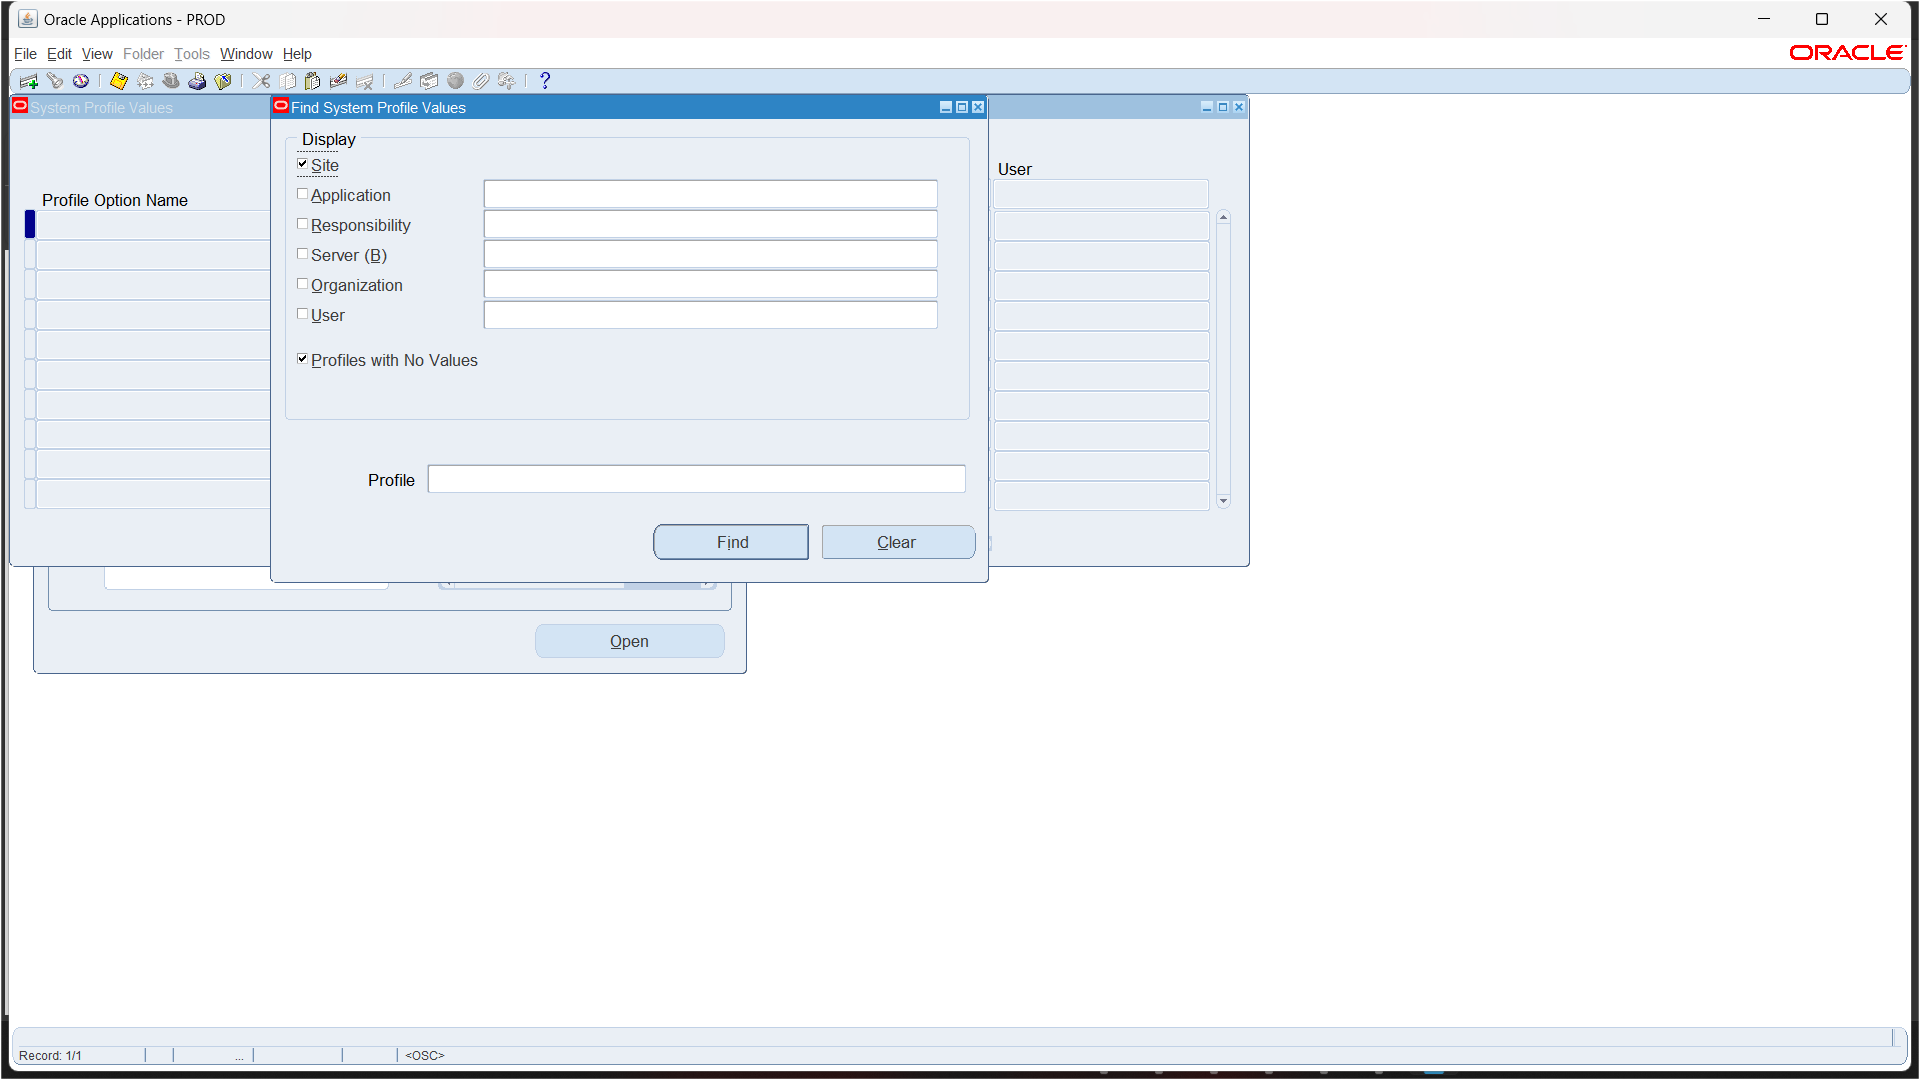 Oracle Applications - PROD
File Edit View Folder Tools Window Help
ORACLE
System Profile Values
Find System Profile Values
Display
Site
Application
Responsibility
Server (B)
Organization
User
Profiles with No Values
Profile Option Name
User
Profile
Find
Clear
Open
Record: 1/1
...
<OSC>